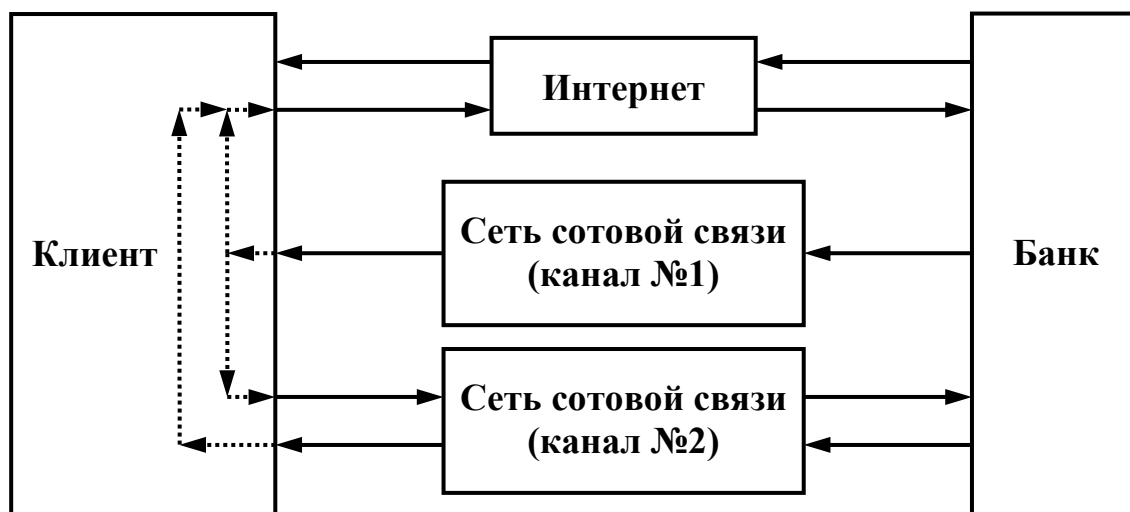 Интернет
Сеть сотовой связи
(канал №1)
Клиент
Банк
Сеть сотовой связи
(канал №2)